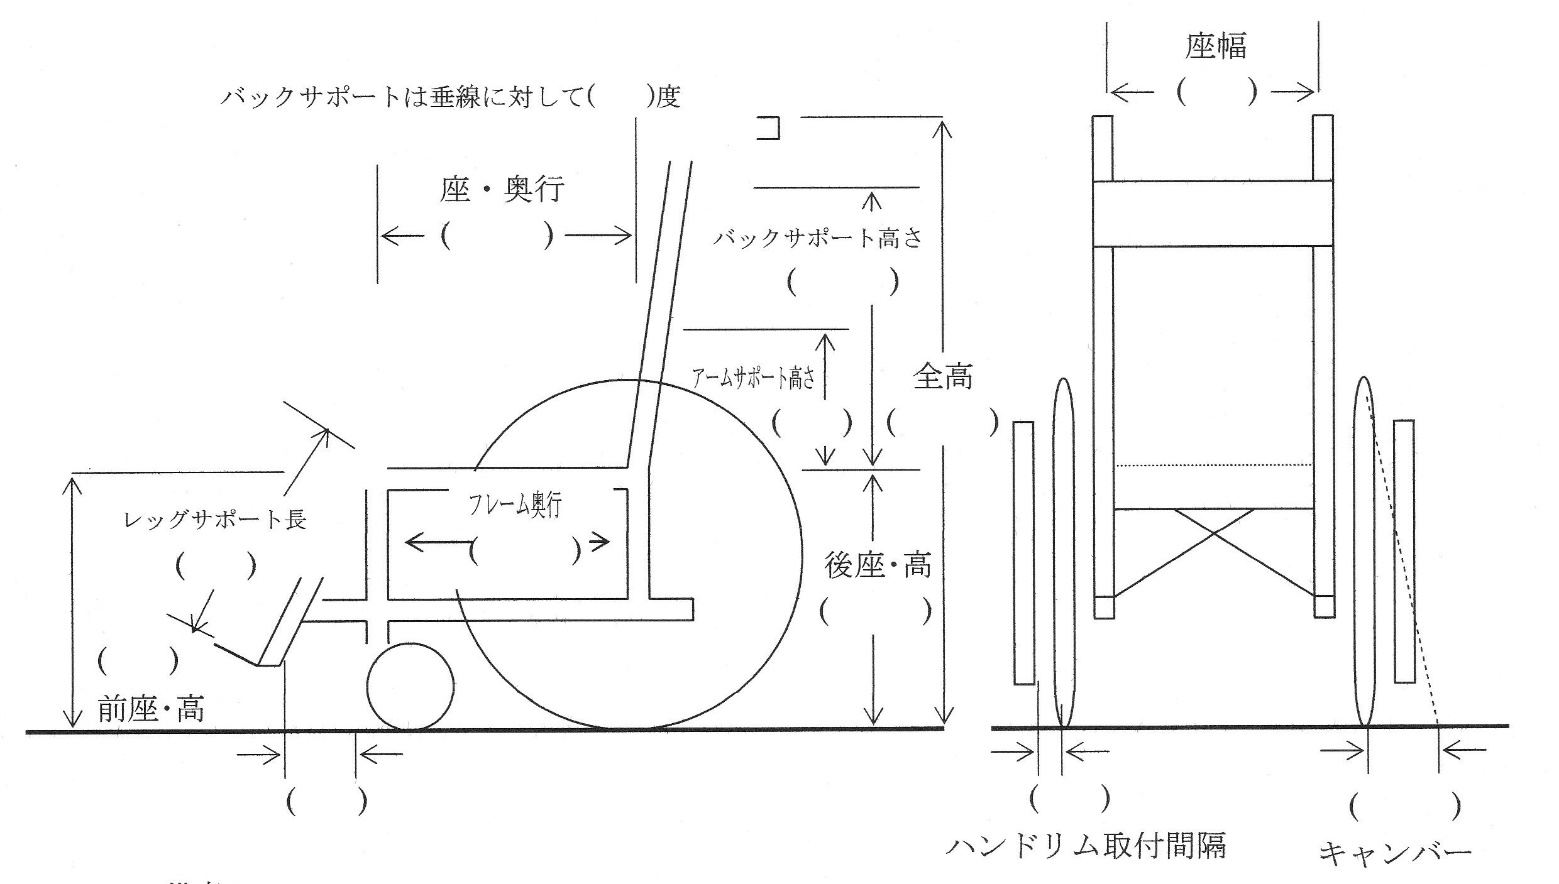 座幅
(　　)
バックサポートは垂線に対して(　　)度
座・奥行
(　　)
バックサポート高さ
(　　)
アームサポート高さ
(　　)
全高
(　　)
フレーム奥行
(　　)
レッグサポート長
(　　)
後座・高
(　　)
(　　)
前座・高
(　　)
(　　)
ハンドリム取付間隔
(　　)
キャンバー